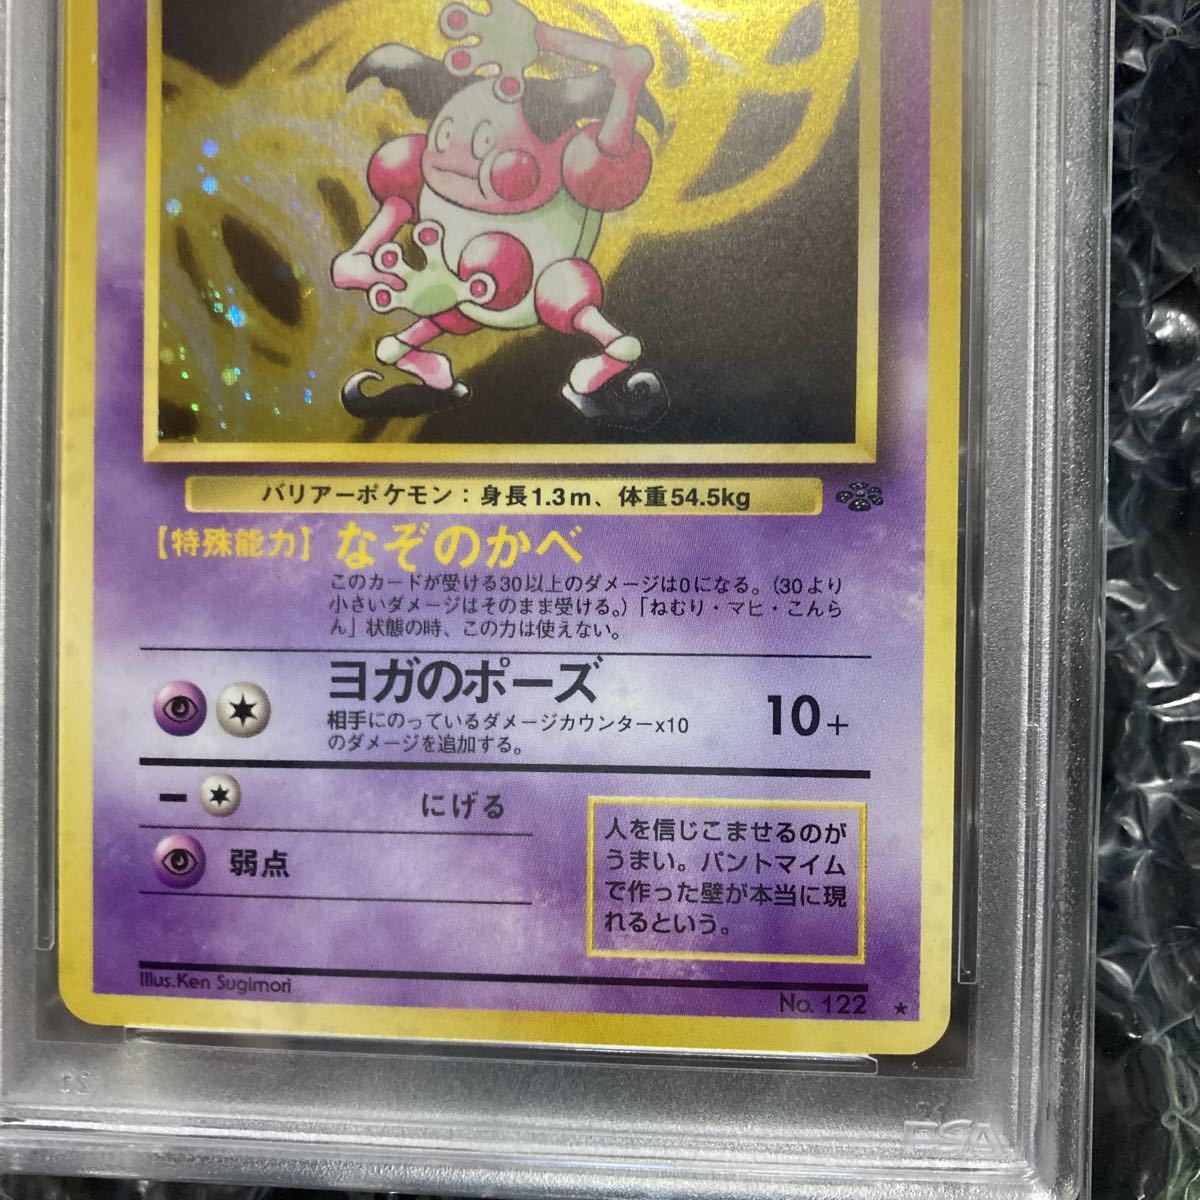 バリアーポケモン：身長1.3m、体重54.5kg
【特殊能力】なぞのかべ
このカードが受ける30以上のダメージは0になる。（30より
小さいダメージはそのまま受ける。）「ねむり・マヒ・こんら
ん」状態の時、この力は使えない。
ヨガのポーズ 10+
相手にのっているダメージカウンター×10
のダメージを追加する。
ー にげる
弱点
人を信じこませるのが
うまい。パントマイム
で作った壁が本当に現
れるという。
Illus.Ken Sugimori
No. 122 ★
PSA